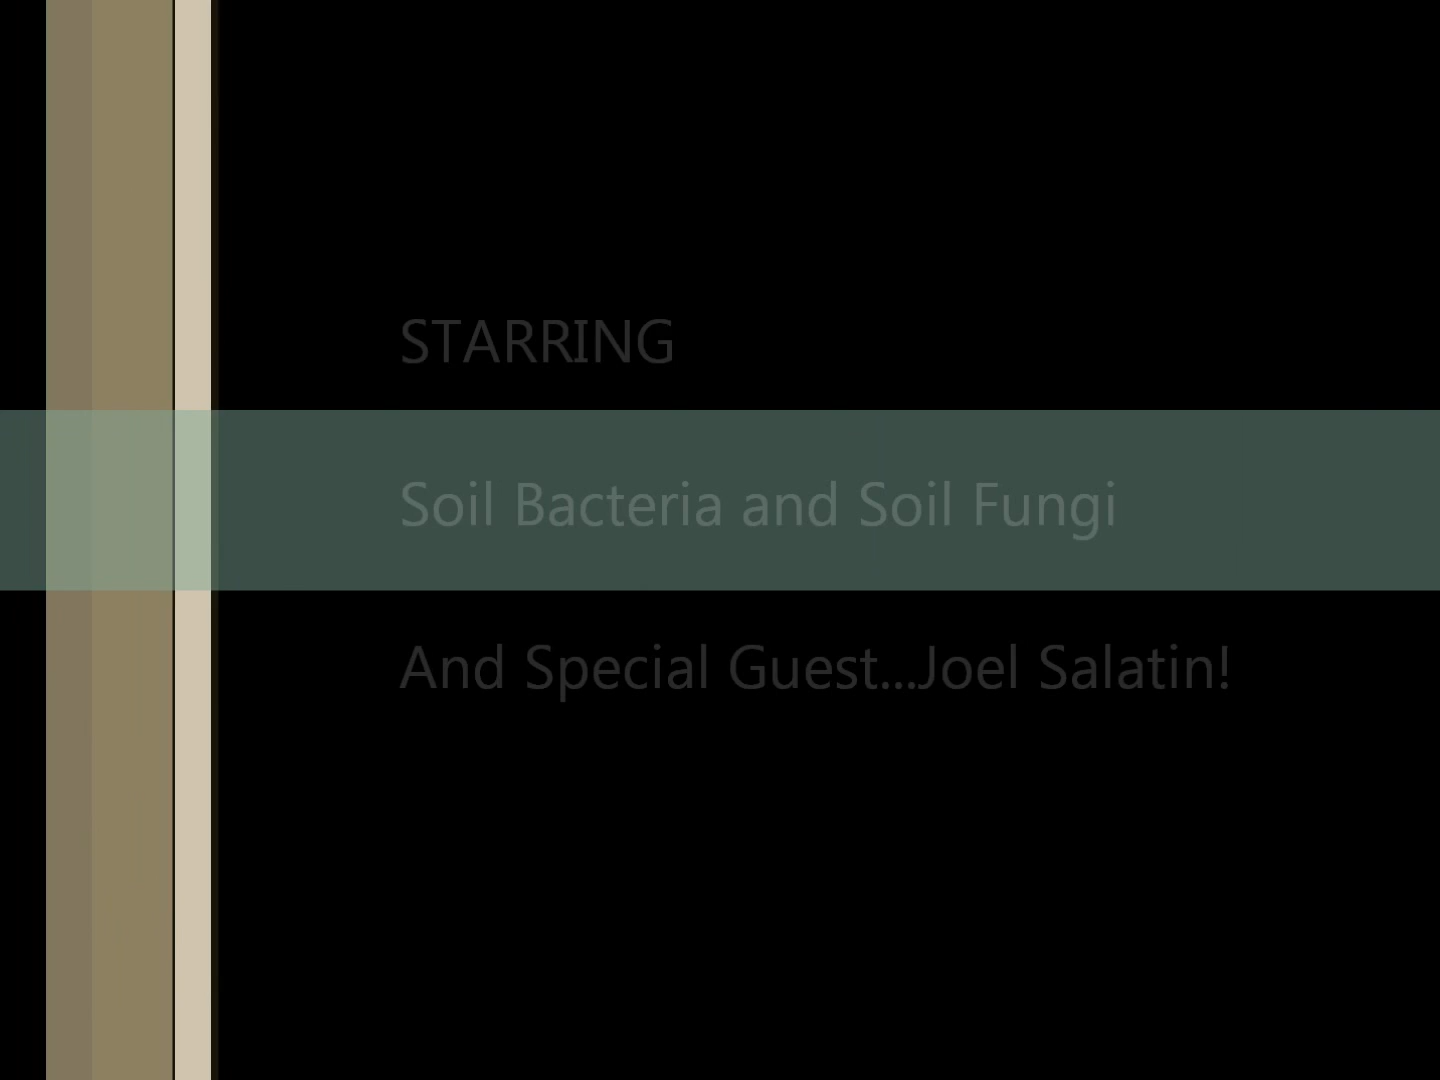 STARRING
Soil Bacteria and Soil Fungi
And Special Guest...Joel Salatin!